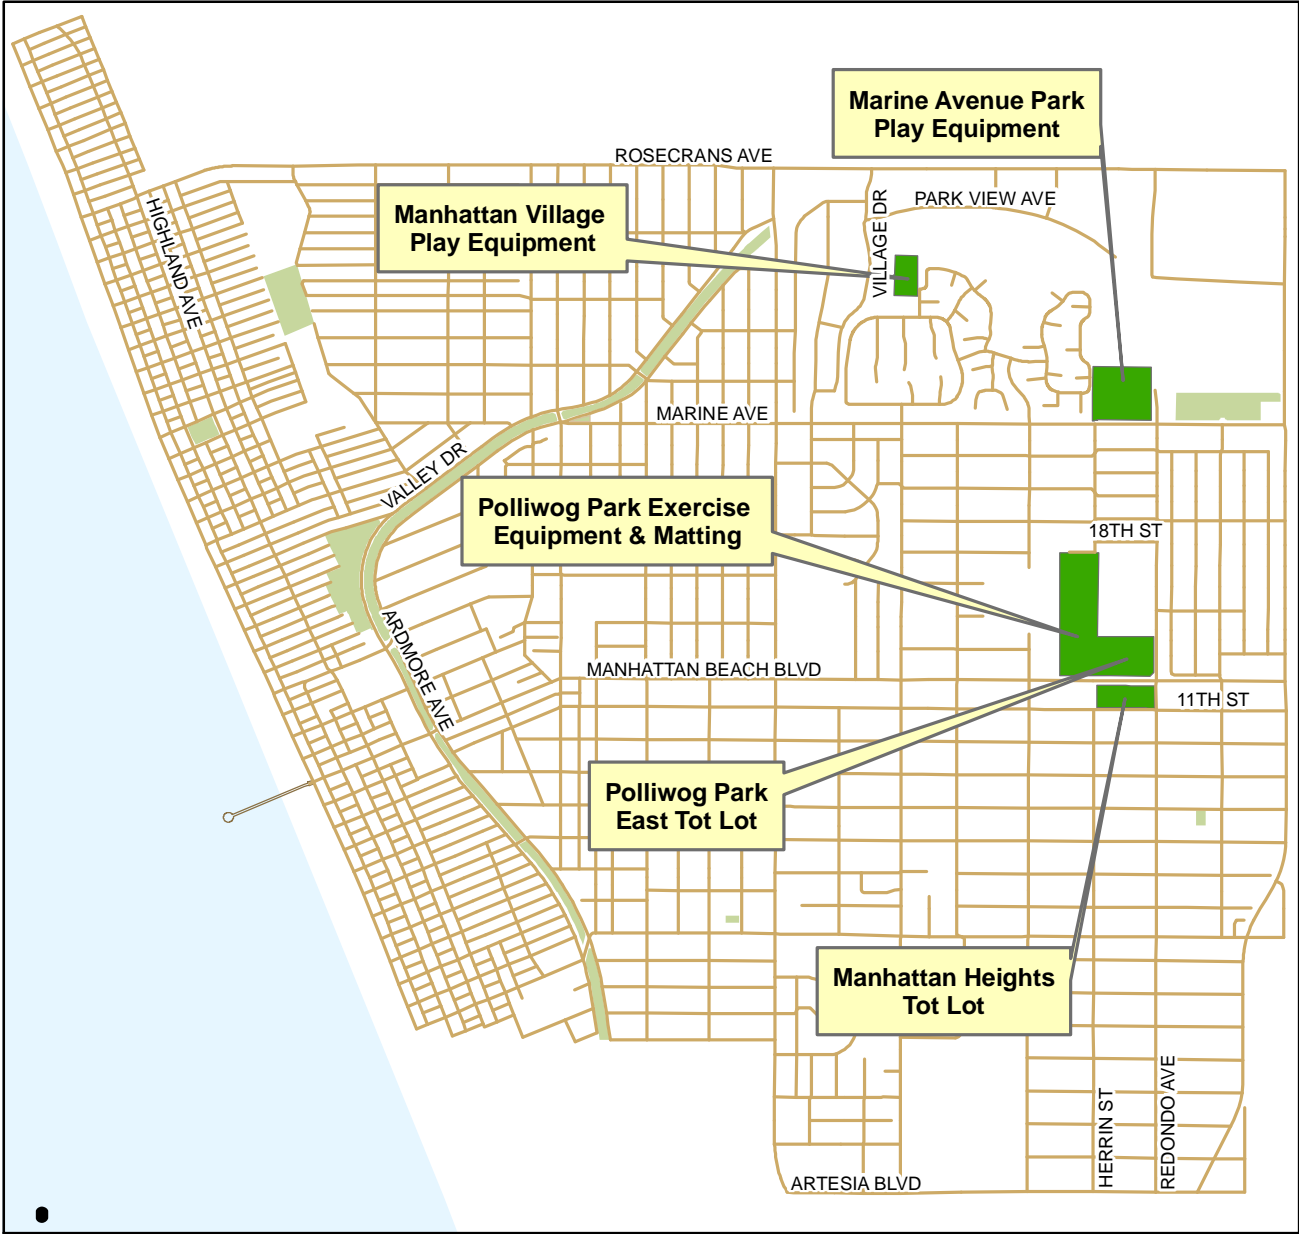 Marine Avenue Park
Play Equipment
ROSECRANS AVE
PARK VIEW AVE
VILLAGE DR
HIGHLAND AVE
Manhattan Village
Play Equipment
MARINE AVE
VALLEY DR
Polliwog Park Exercise
Equipment & Matting
18TH ST
ARDMORE AVE
MANHATTAN BEACH BLVD
11TH ST
Polliwog Park
East Tot Lot
Manhattan Heights
Tot Lot
HERRIN ST
REDONDO AVE
ARTESIA BLVD